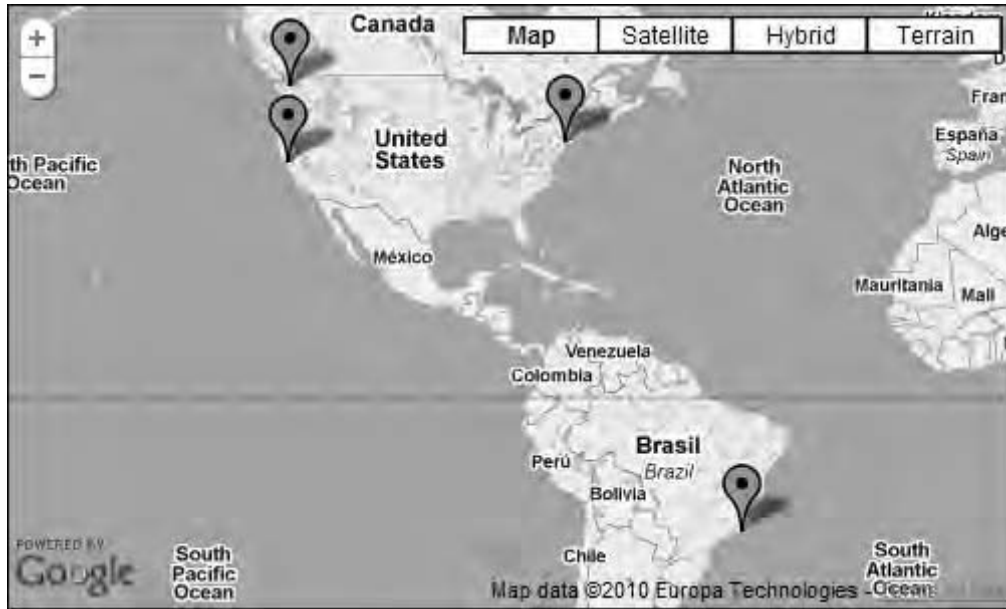 +
−
Canada
Map
Satellite
Hybrid
Terrain
Fran
España
Spain
United
States
th Pacific
Ocean
North
Atlantic
Ocean
México
Alge
Mauritania
Mali
Venezuela
Colombia
Brasil
Brazil
Perú
Bolivia
POWERED BY
Google
South
Pacific
Ocean
Chile
South
Atlantic
Ocean
Map data ©2010 Europa Technologies -